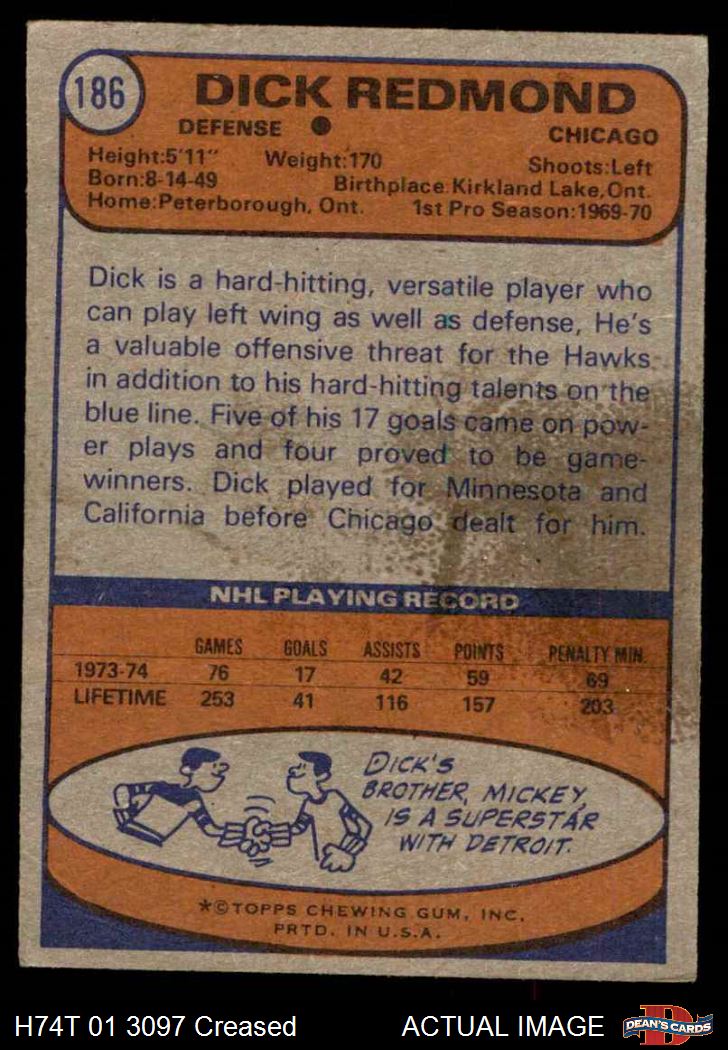 186
DICK REDMOND
DEFENSE ● CHICAGO
Height:5'11" Weight:170 Shoots:Left
Born:8-14-49 Birthplace:Kirkland Lake, Ont.
Home:Peterborough, Ont. 1st Pro Season:1969-70
Dick is a hard-hitting, versatile player who
can play left wing as well as defense, He's
a valuable offensive threat for the Hawks
in addition to his hard-hitting talents on the
blue line. Five of his 17 goals came on pow-
er plays and four proved to be game-
winners. Dick played for Minnesota and
California before Chicago dealt for him.
NHL PLAYING RECORD
GAMES GOALS ASSISTS POINTS PENALTY MIN.
1973-74 76 17 42 59 69
LIFETIME 253 41 116 157 203
DICK'S
BROTHER, MICKEY,
IS A SUPERSTAR
WITH DETROIT.
*©TOPPS CHEWING GUM, INC.
PRTD. IN U.S.A.
H74T 01 3097 Creased ACTUAL IMAGE
DEAN'S CARDS